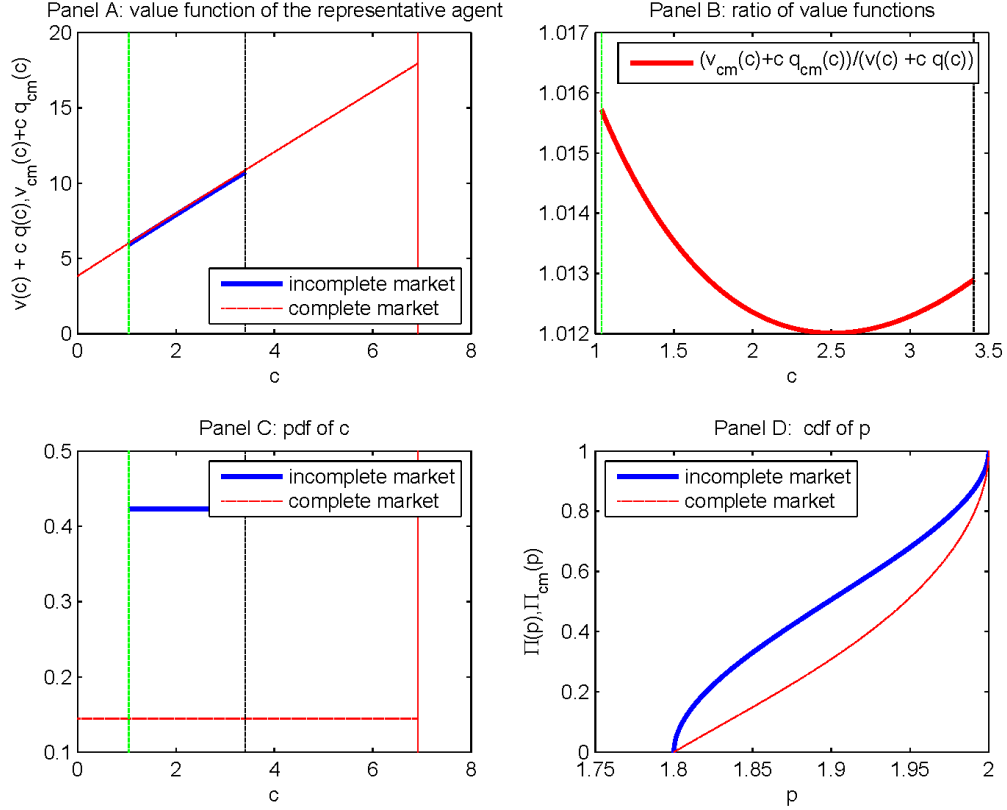 Panel A: value function of the representative agent
v(c) + c q(c),v_cm(c)+c q_cm(c)
20
15
10
5
0
0
2
4
6
8
c
incomplete market
complete market
Panel B: ratio of value functions
1.017
1.016
1.015
1.014
1.013
1.012
1
1.5
2
2.5
3
3.5
c
(v_cm(c)+c q_cm(c))/(v(c) +c q(c))
Panel C: pdf of c
0.5
0.4
0.3
0.2
0.1
0
2
4
6
8
c
incomplete market
complete market
Panel D: cdf of p
Π(p),Π_cm(p)
1
0.8
0.6
0.4
0.2
0
1.75
1.8
1.85
1.9
1.95
2
p
incomplete market
complete market